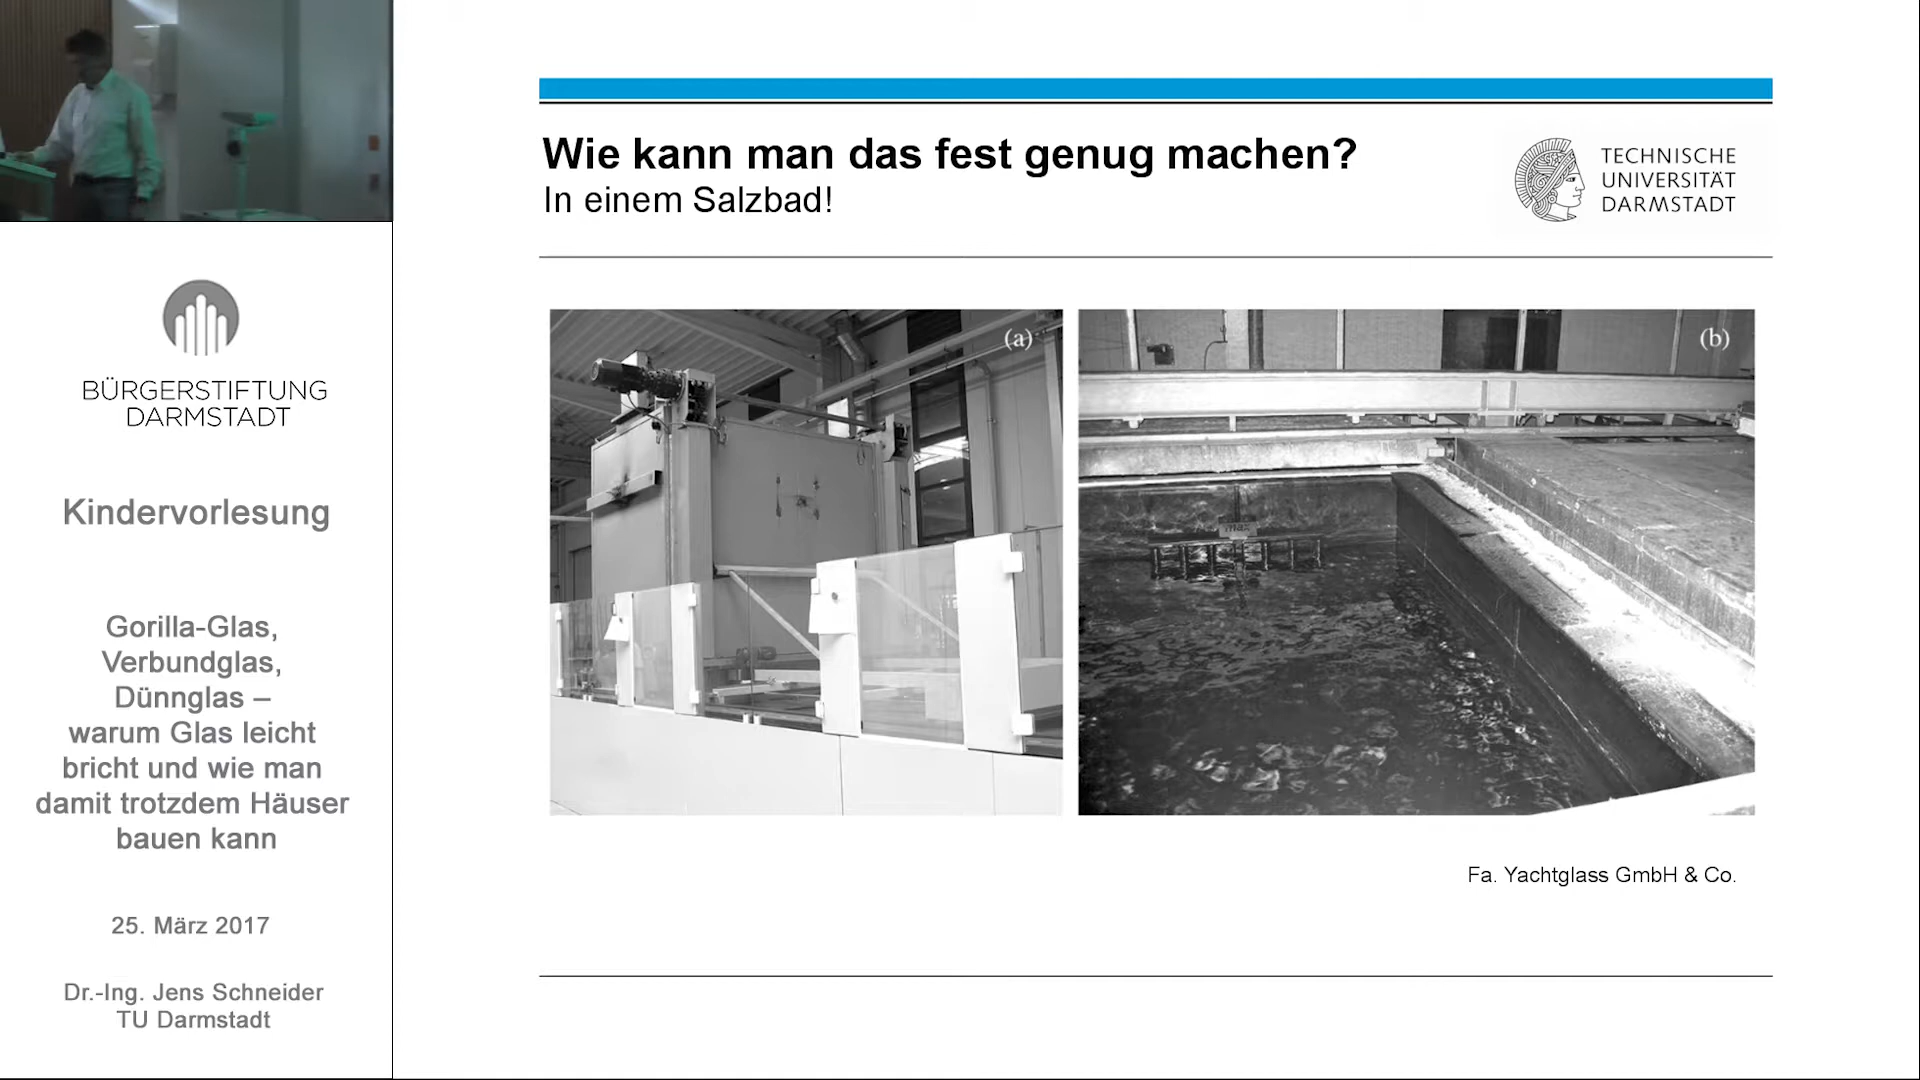 BÜRGERSTIFTUNG
DARMSTADT
Kindervorlesung
Gorilla-Glas,
Verbundglas,
Dünnglas –
warum Glas leicht
bricht und wie man
damit trotzdem Häuser
bauen kann
25. März 2017
Dr.-Ing. Jens Schneider
TU Darmstadt
Wie kann man das fest genug machen?
In einem Salzbad!
TECHNISCHE
UNIVERSITÄT
DARMSTADT
(a)
(b)
max
Fa. Yachtglass GmbH & Co.